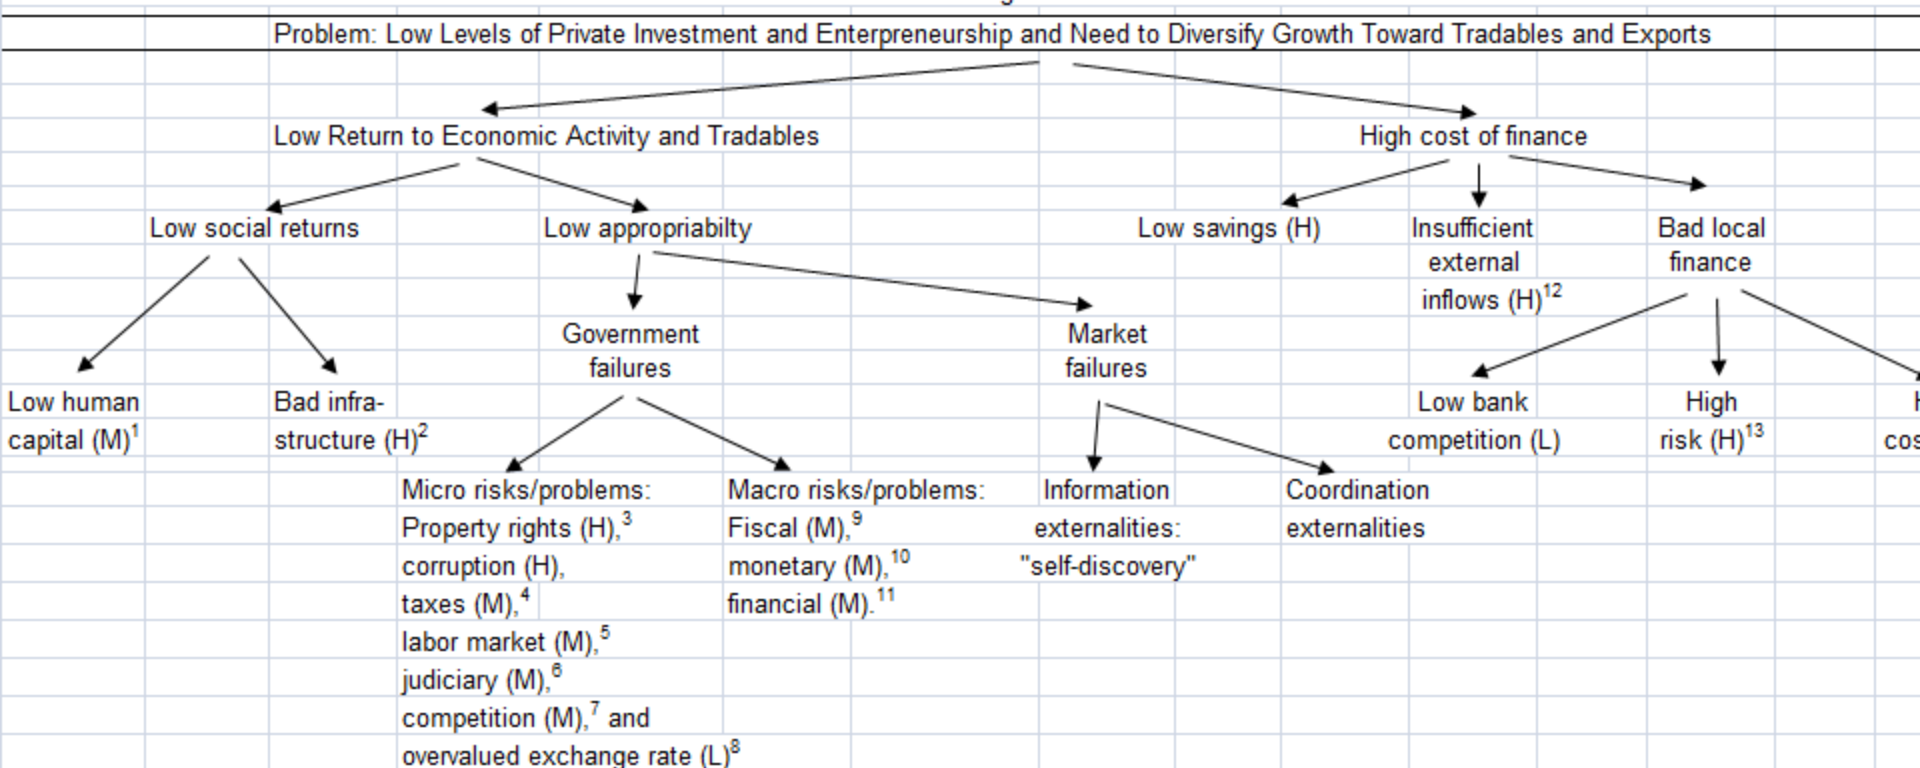 Problem: Low Levels of Private Investment and Enterpreneurship and Need to Diversify Growth Toward Tradables and Exports
Low Return to Economic Activity and Tradables
High cost of finance
Low social returns
Low appropriabilty
Low savings (H)
Insufficient
external
inflows (H)12
Bad local
finance
Government
failures
Market
failures
Low human
capital (M)1
Bad infra-
structure (H)2
Low bank
competition (L)
High
risk (H)13
Micro risks/problems:
Property rights (H),3
corruption (H),
taxes (M),4
labor market (M),5
judiciary (M),6
competition (M),7 and
overvalued exchange rate (L)8
Macro risks/problems:
Fiscal (M),9
monetary (M),10
financial (M).11
Information
externalities:
"self-discovery"
Coordination
externalities